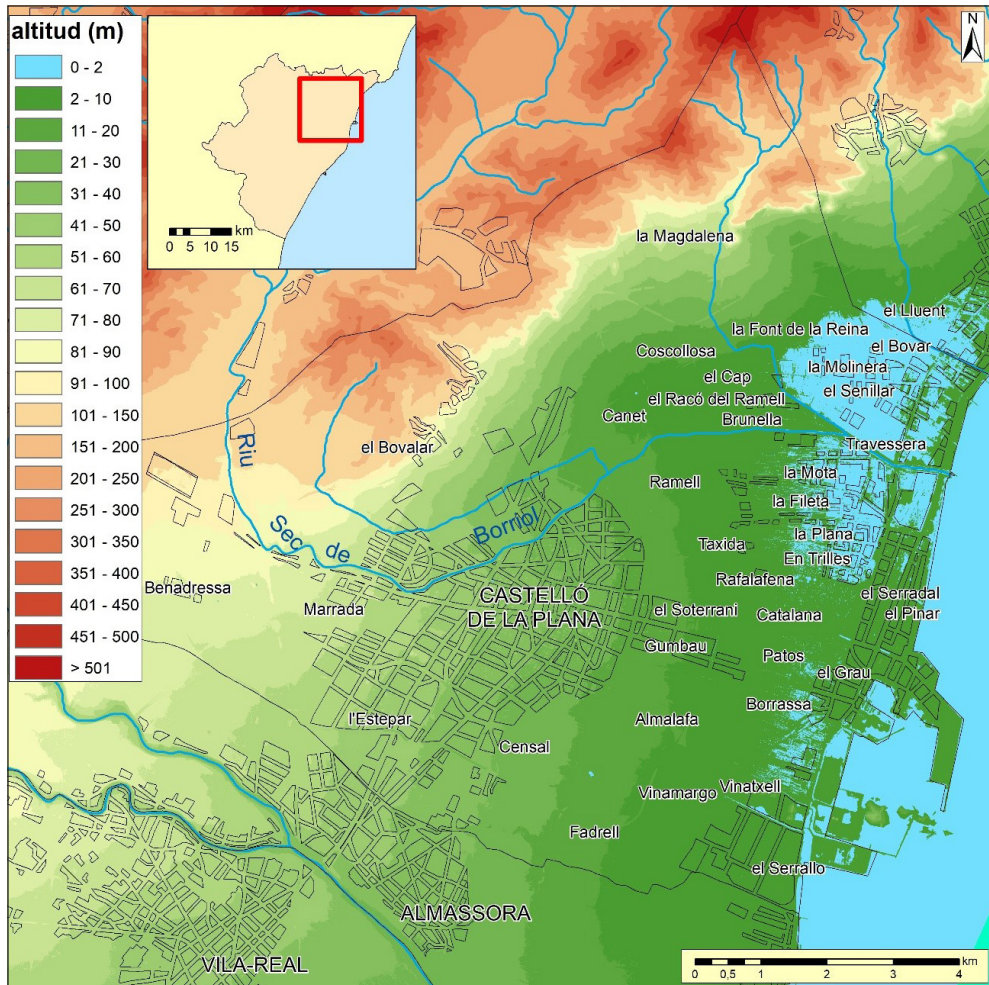 altitud (m)
0 - 2
2 - 10
11 - 20
21 - 30
31 - 40
41 - 50
51 - 60
61 - 70
71 - 80
81 - 90
91 - 100
101 - 150
151 - 200
201 - 250
251 - 300
301 - 350
351 - 400
401 - 450
451 - 500
> 501
km
0 5 10 15
N
la Magdalena
el Lluent
la Font de la Reina
el Bovar
Coscollosa
la Molinera
el Cap
el Senillar
el Racó del Ramell
Canet
Brunella
el Bovalar
Travessera
Riu
Sec de Borriol
la Mota
Ramell
la Fileta
la Plana
Taxida
En Trilles
Rafalafena
Benadressa
Marrada
CASTELLÓ
DE LA PLANA
el Serradal
el Soterrani
Catalana
el Pinar
Gumbau
Patos
el Grau
Borrassa
l'Estepar
Almalafa
Censal
Vinamargo
Vinatxell
Fadrell
el Serrallo
ALMASSORA
VILA-REAL
km
0 0,5 1 2 3 4